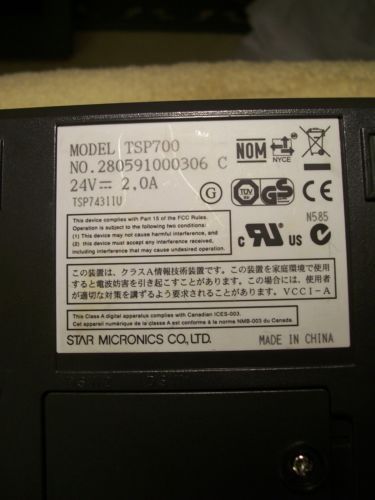 MODEL TSP700
NO.280591000306 C
24V⎓ 2.0A
TSP743IIU
NOM
NYCE
G
TÜV
GS
N585
C UL US
This device complies with Part 15 of the FCC Rules.
Operation is subject to the following two conditions:
(1) This device may not cause harmful interference, and
(2) this device must accept any interference received,
including interference that may cause undesired operation.
この装置は、クラスA情報技術装置です。この装置を家庭環境で使用
すると電波妨害を引き起こすことがあります。この場合には、使用者
が適切な対策を講ずるよう要求されることがあります。VCCI-A
This Class A digital apparatus complies with Canadian ICES-003.
Cet appareil numérique de la classe A est conforme à la norme NMB-003 du Canada.
STAR MICRONICS CO.,LTD.
MADE IN CHINA